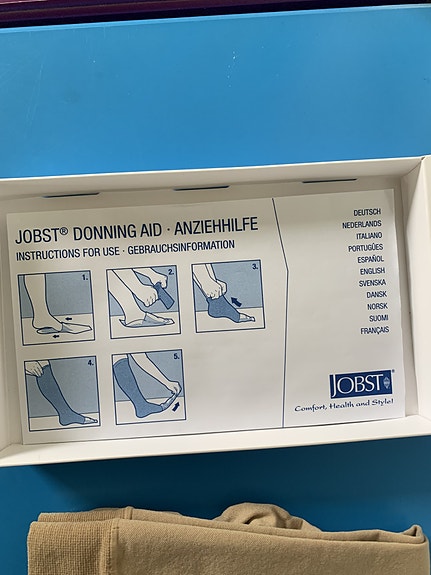 JOBST® DONNING AID · ANZIEHHILFE
INSTRUCTIONS FOR USE · GEBRAUCHSINFORMATION
1.
2.
3.
4.
5.
DEUTSCH
NEDERLANDS
ITALIANO
PORTUGÛES
ESPAÑOL
ENGLISH
SVENSKA
DANSK
NORSK
SUOMI
FRANÇAIS
JOBST®
Comfort, Health and Style!